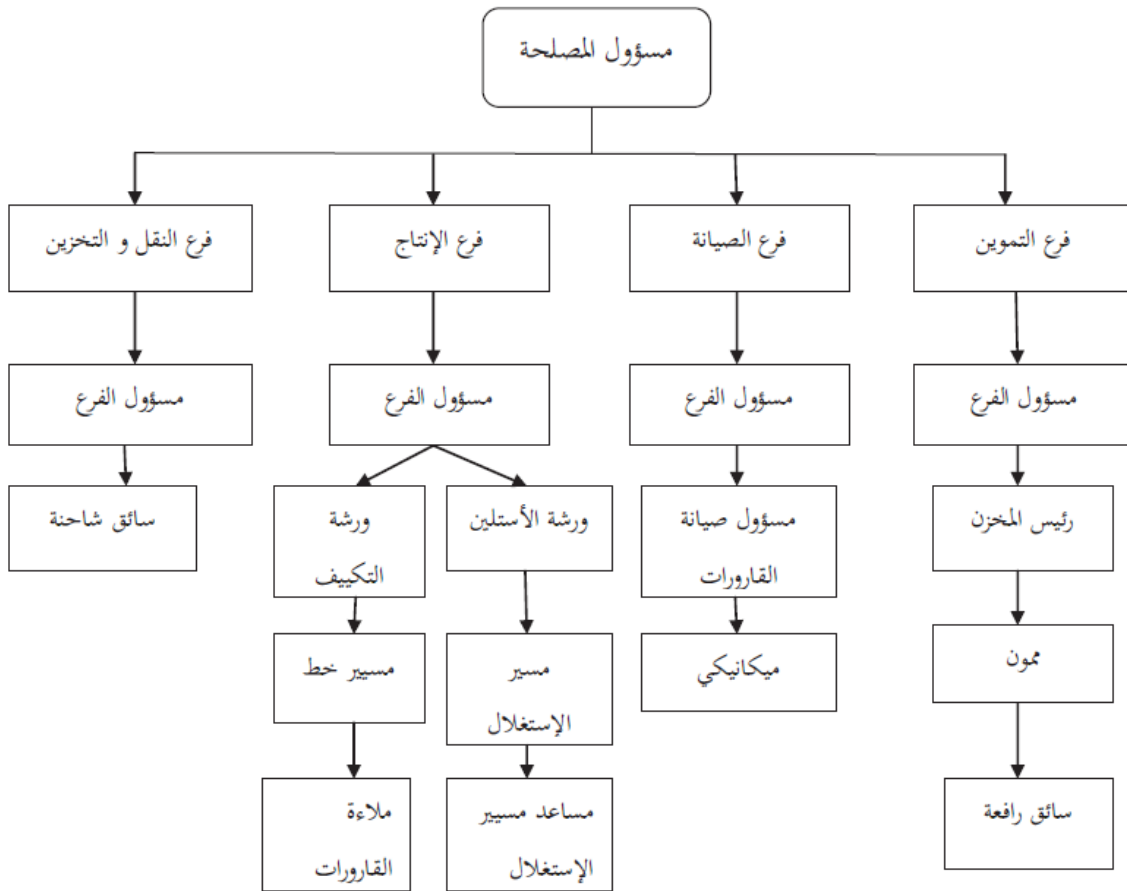 مسؤول المصلحة
فرع التموين
فرع الصيانة
فرع الإنتاج
فرع النقل و التخزين
مسؤول الفرع
مسؤول الفرع
مسؤول الفرع
مسؤول الفرع
رئيس المخزن
مسؤول صيانة
القارورات
ورشة الأستلين
ورشة
التكييف
سائق شاحنة
ممون
ميكانيكي
مسير
الإستغلال
مسيير خط
سائق رافعة
مساعد مسيير
الإستغلال
ملاءة
القارورات